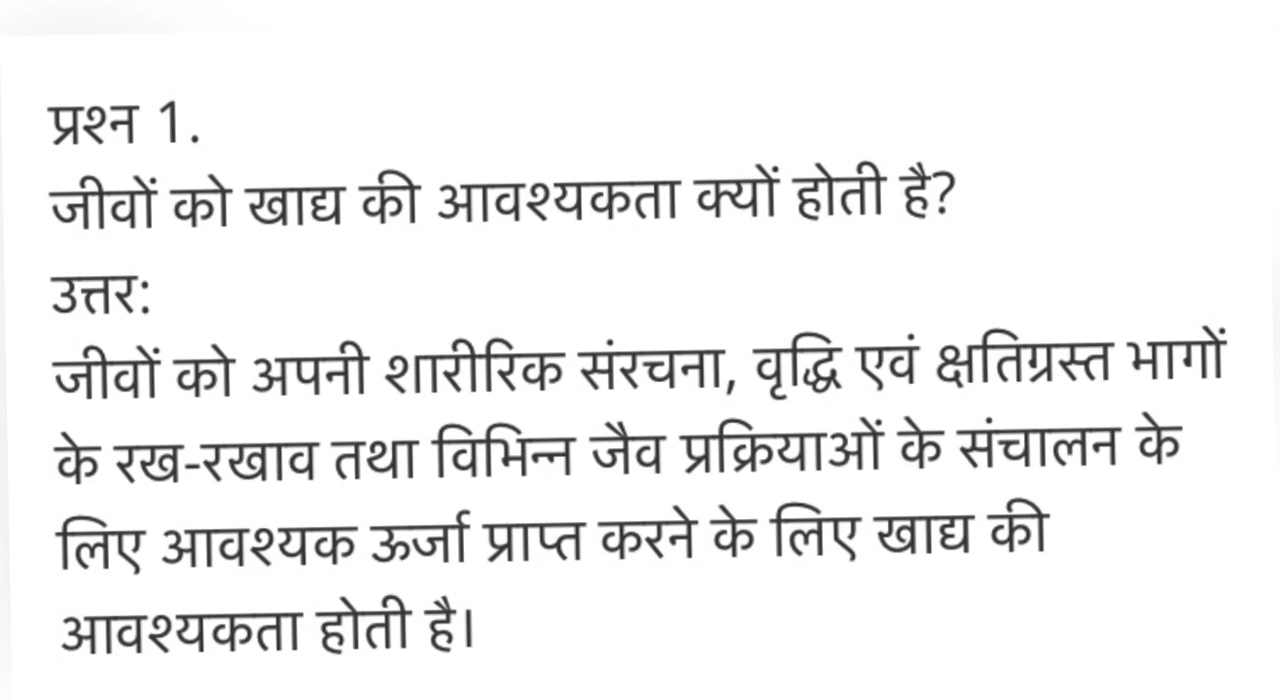 प्रश्न 1.
जीवों को खाद्य की आवश्यकता क्यों होती है?
उत्तर:
जीवों को अपनी शारीरिक संरचना, वृद्धि एवं क्षतिग्रस्त भागों
के रख-रखाव तथा विभिन्न जैव प्रक्रियाओं के संचालन के
लिए आवश्यक ऊर्जा प्राप्त करने के लिए खाद्य की
आवश्यकता होती है।